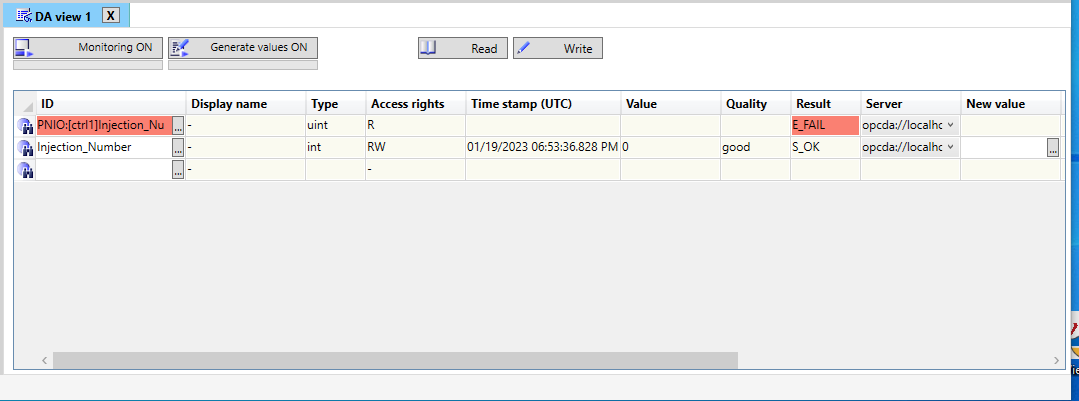 DA view 1 X
Monitoring ON Generate values ON Read Write
ID Display name Type Access rights Time stamp (UTC) Value Quality Result Server New value
PNIO:[ctrl1]Injection_Nu ... - uint R E_FAIL opcda://localhc
Injection_Number ... - int RW 01/19/2023 06:53:36.828 PM 0 good S_OK opcda://localhc ...
... - -